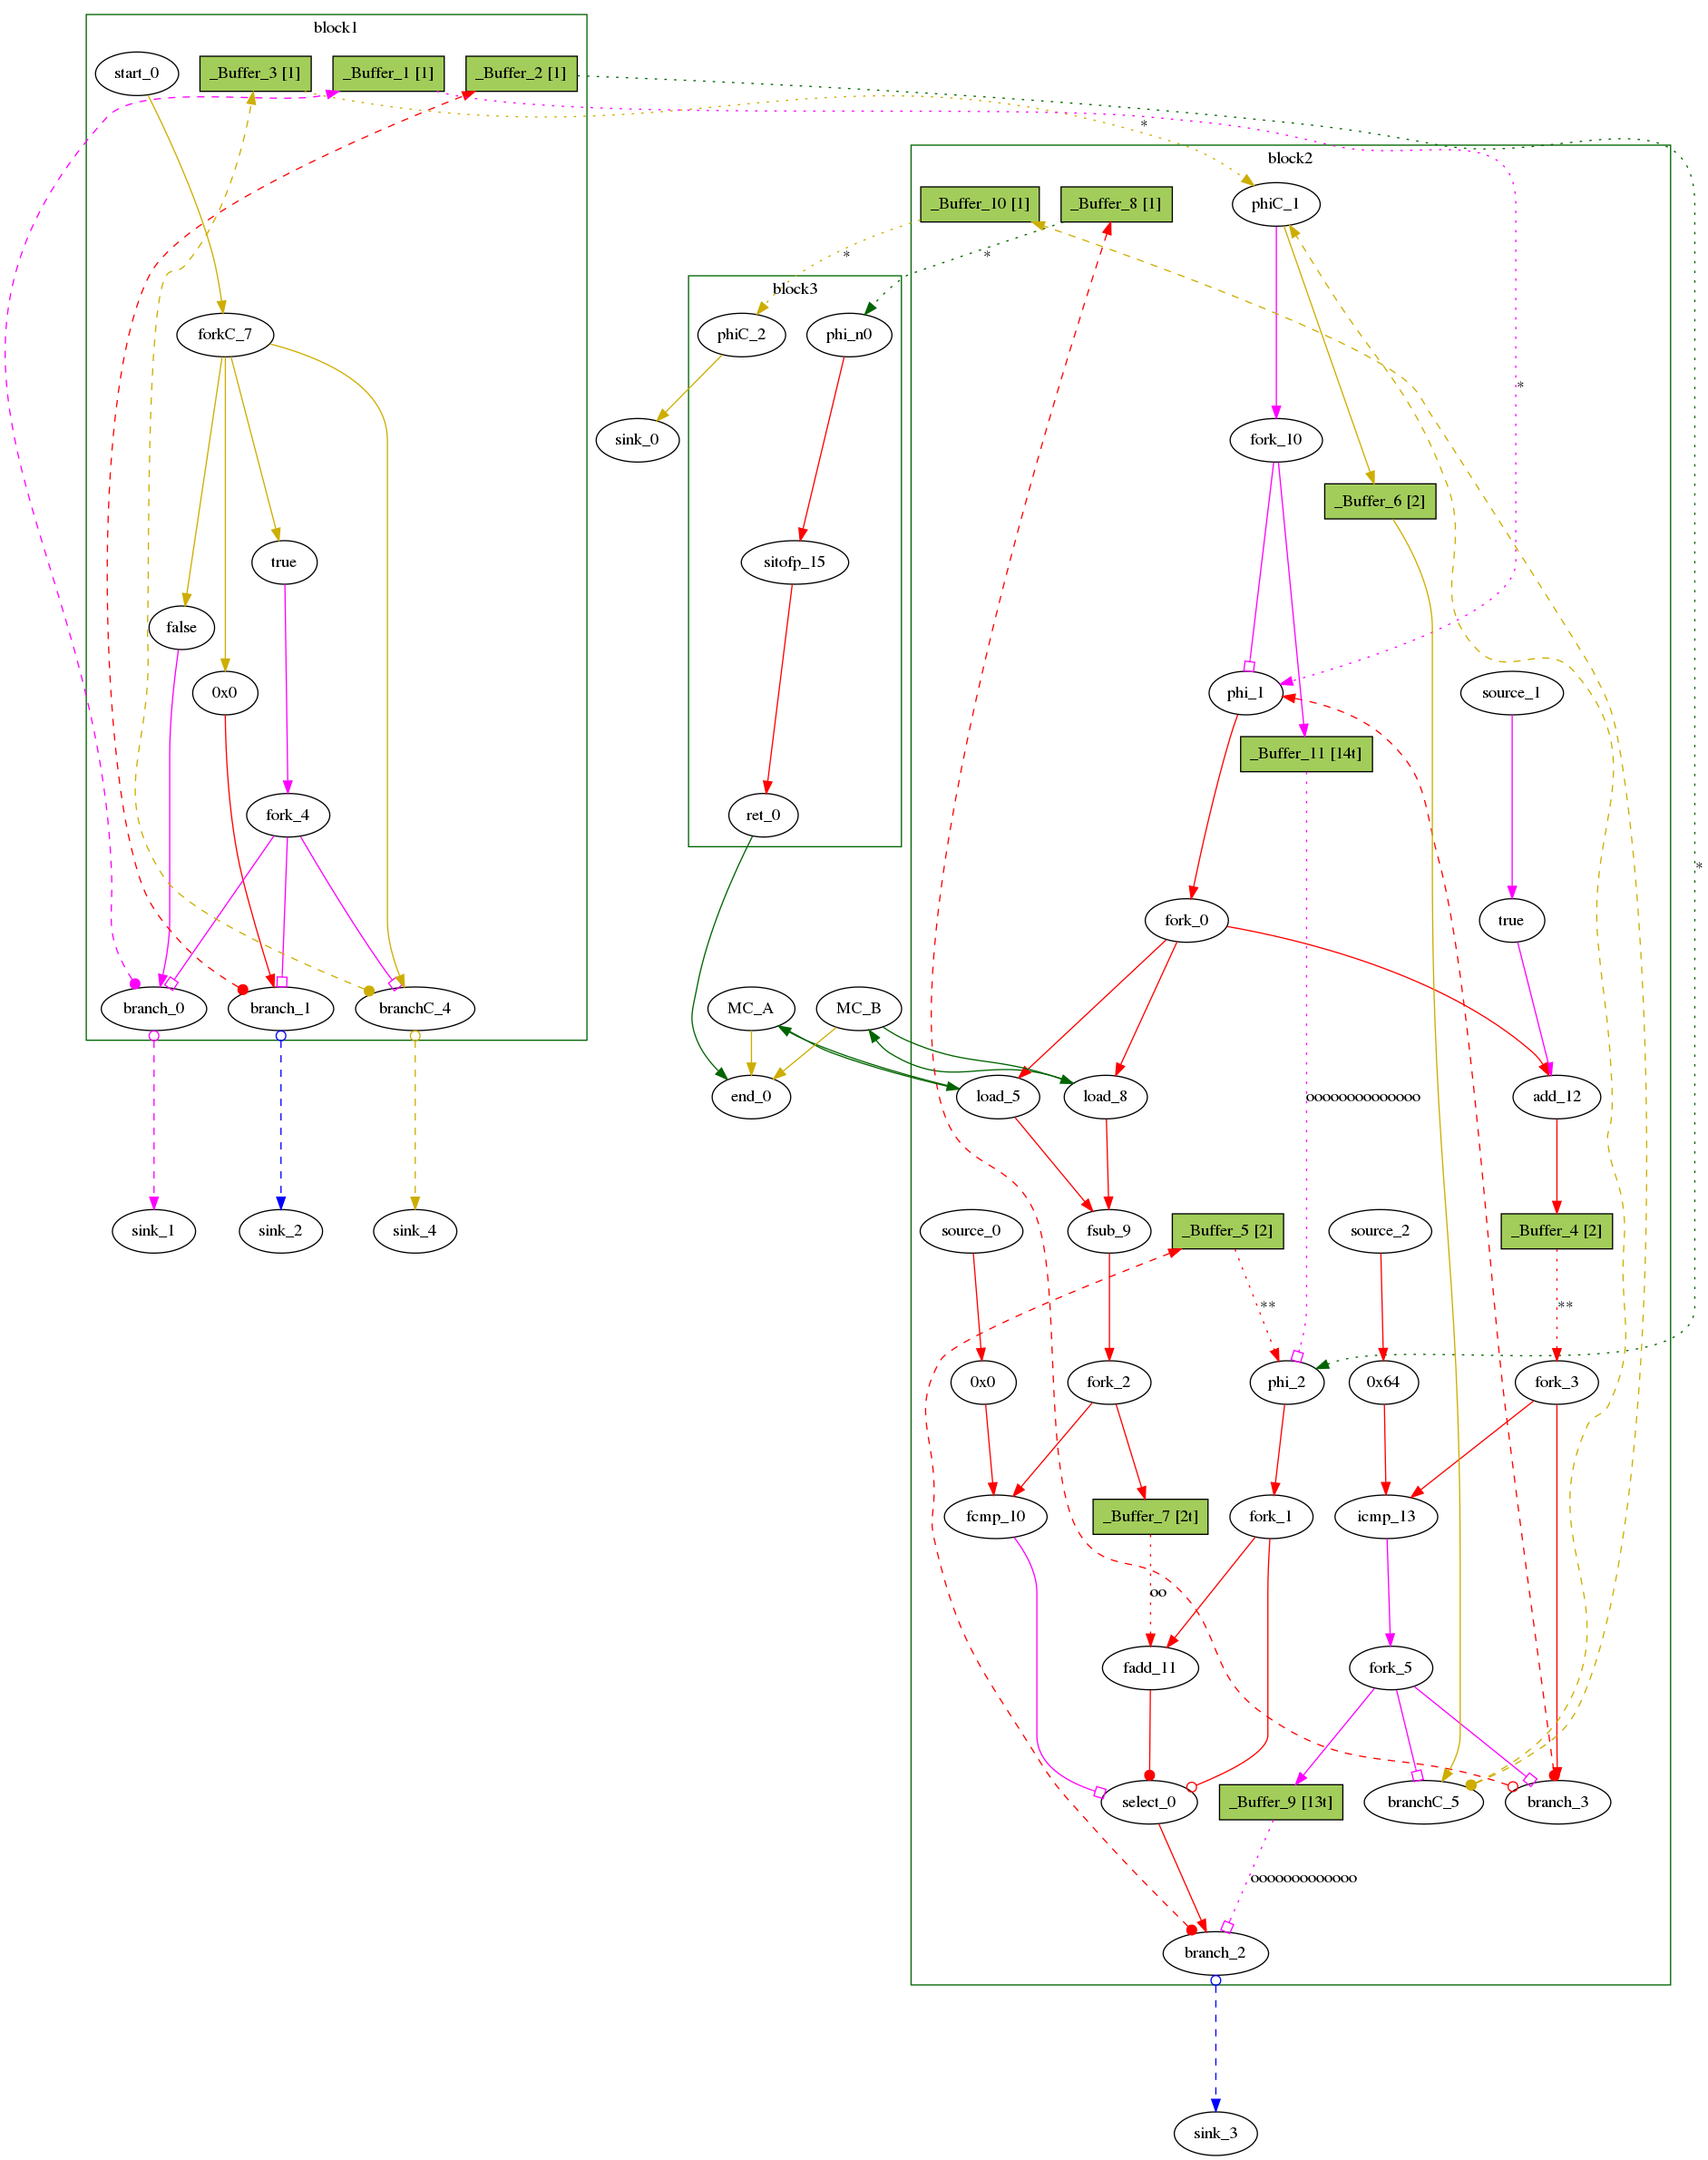 block1
start_0
_Buffer_3 [1]
_Buffer_1 [1]
_Buffer_2 [1]
*
block2
_Buffer_10 [1]
_Buffer_8 [1]
phiC_1
*
*
block3
phiC_2
phi_n0
forkC_7
*
sink_0
fork_10
_Buffer_6 [2]
true
sitofp_15
false
0x0
phi_1
source_1
_Buffer_11 [14t]
fork_4
ret_0
*
fork_0
true
branch_0
branch_1
branchC_4
MC_A
MC_B
end_0
load_5
load_8
oooooooooooooo
add_12
sink_1
sink_2
sink_4
source_0
fsub_9
_Buffer_5 [2]
source_2
_Buffer_4 [2]
**
**
0x0
fork_2
phi_2
0x64
fork_3
fcmp_10
_Buffer_7 [2t]
fork_1
icmp_13
oo
fadd_11
fork_5
select_0
_Buffer_9 [13t]
branchC_5
branch_3
ooooooooooooo
branch_2
sink_3